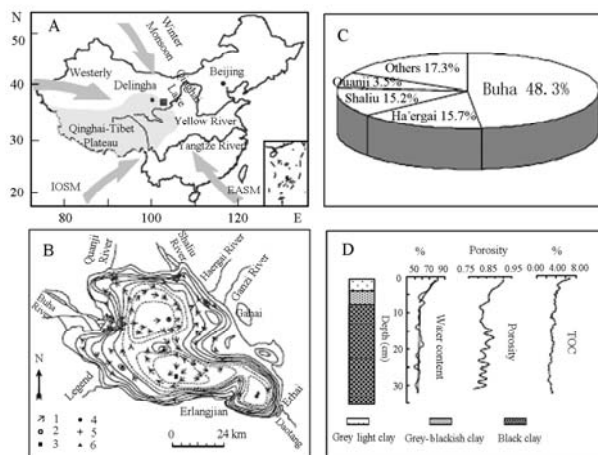 A
N
50
40
30
20
80
100
120
E
Winter
Monsoon
Westerly
Delingha
Beijing
Qinghai-Tibet
Plateau
Yellow River
Yangtze River
IOSM
EASM
C
Others 17.3%
Quanji 3.5%
Shaliu 15.2%
Ha'ergai 15.7%
Buha 48.3%
B
Quanji
River
Shaliu
River
Haergai River
Ganzi River
Gahai
Buha
River
N
Legend
1
2
3
4
5
6
Erlangjian
Erhai
Daotang
0
24 km
D
%
Porosity
%
50 70 90
0.75 0.85 0.95
0.00 4.00 8.00
0
10
20
30
Depth (cm)
Water content
Porosity
TOC
Grey light clay
Grey-blackish clay
Black clay